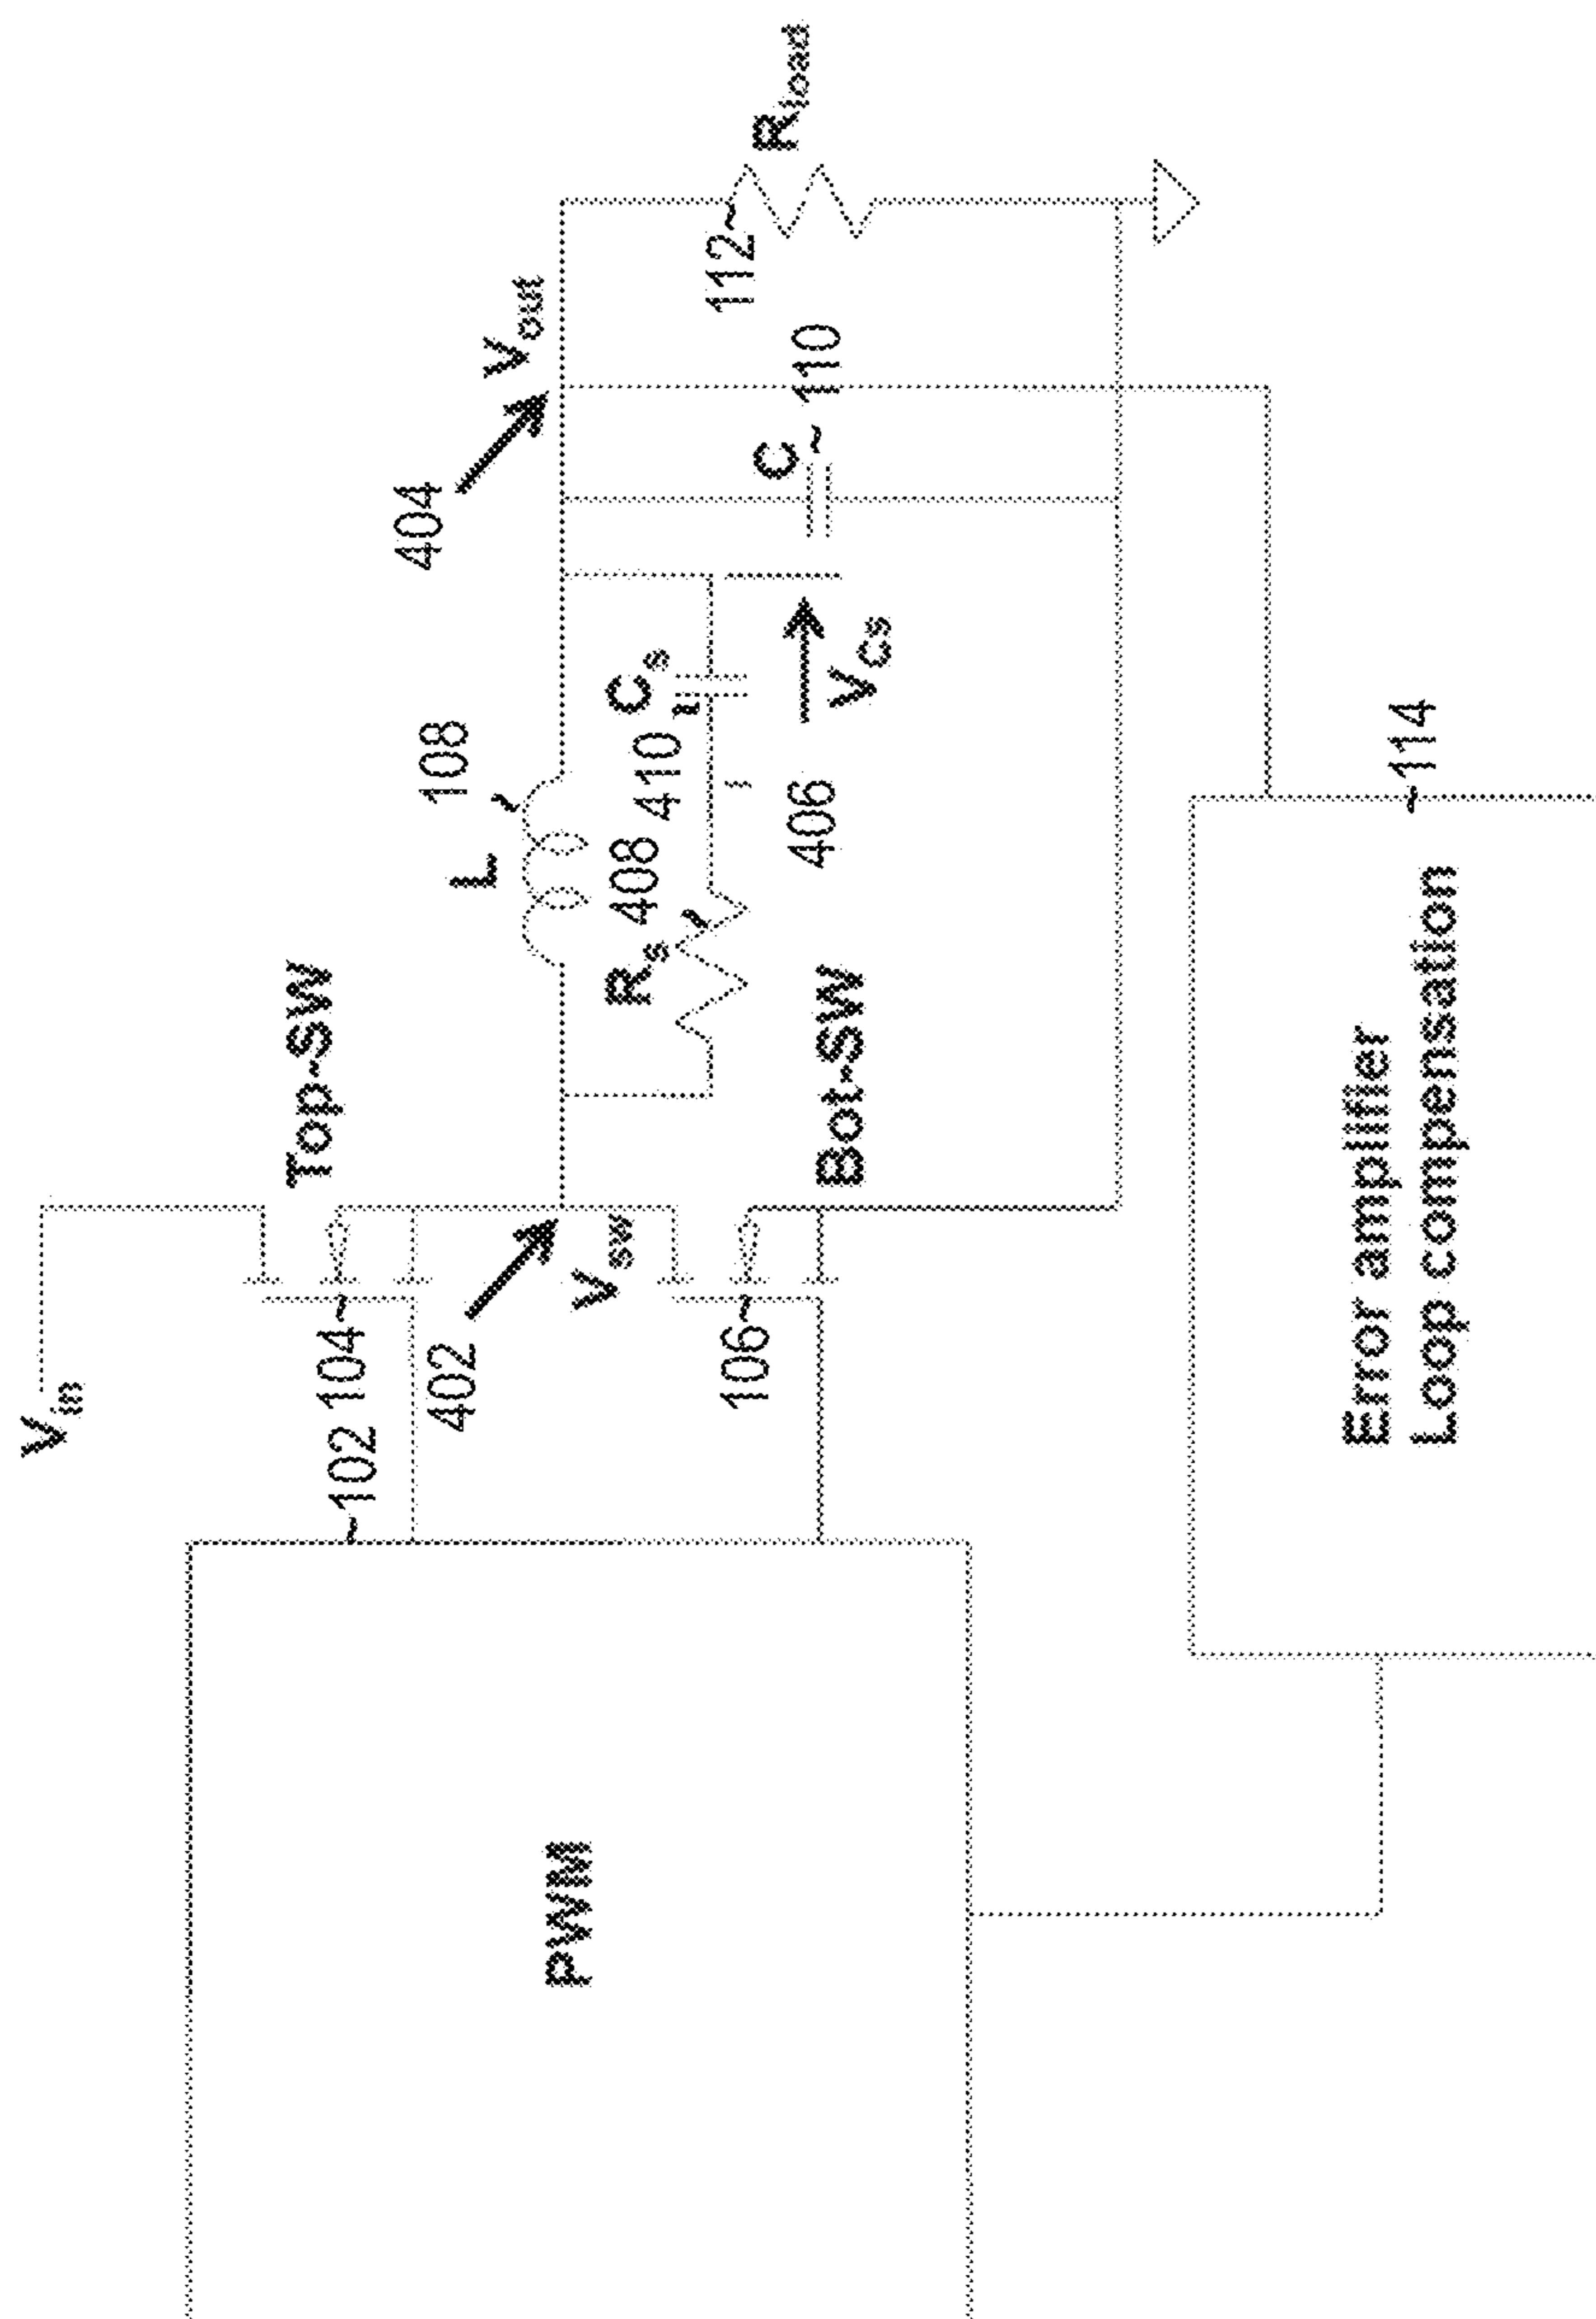 Vin
Top-SW
~102
104~
402
Vsw
L
108
404
Vout
Rs
408
410
Cs
406
VCs
C
~110
112~
Rload
106~
Bot-SW
PWM
Error amplifier
Loop compensation
~114